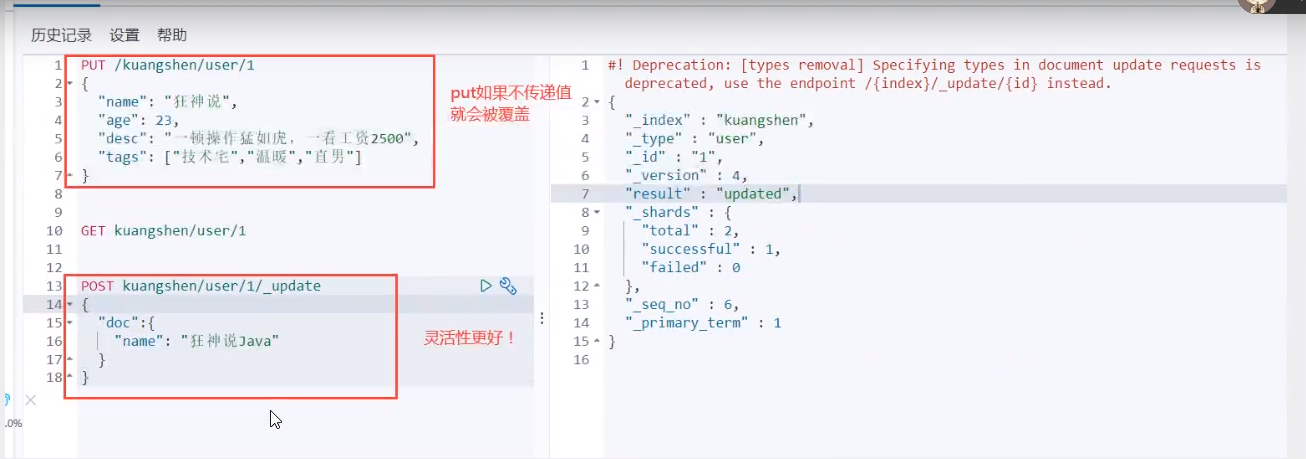 历史记录 设置 帮助
1 PUT /kuangshen/user/1
2 {
3 "name": "狂神说",
4 "age": 23,
5 "desc": "一顿操作猛如虎，一看工资2500",
6 "tags": ["技术宅","温暖","直男"]
7 }
8
9
10 GET kuangshen/user/1
11
12
13 POST kuangshen/user/1/_update
14 {
15 "doc":{
16 "name": "狂神说Java"
17 }
18 }
put如果不传递值
就会被覆盖
灵活性更好！
.0%
1 #! Deprecation: [types removal] Specifying types in document update requests is
deprecated, use the endpoint /{index}/_update/{id} instead.
2 {
3 "_index" : "kuangshen",
4 "_type" : "user",
5 "_id" : "1",
6 "_version" : 4,
7 "result" : "updated",
8 "_shards" : {
9 "total" : 2,
10 "successful" : 1,
11 "failed" : 0
12 },
13 "_seq_no" : 6,
14 "_primary_term" : 1
15 }
16